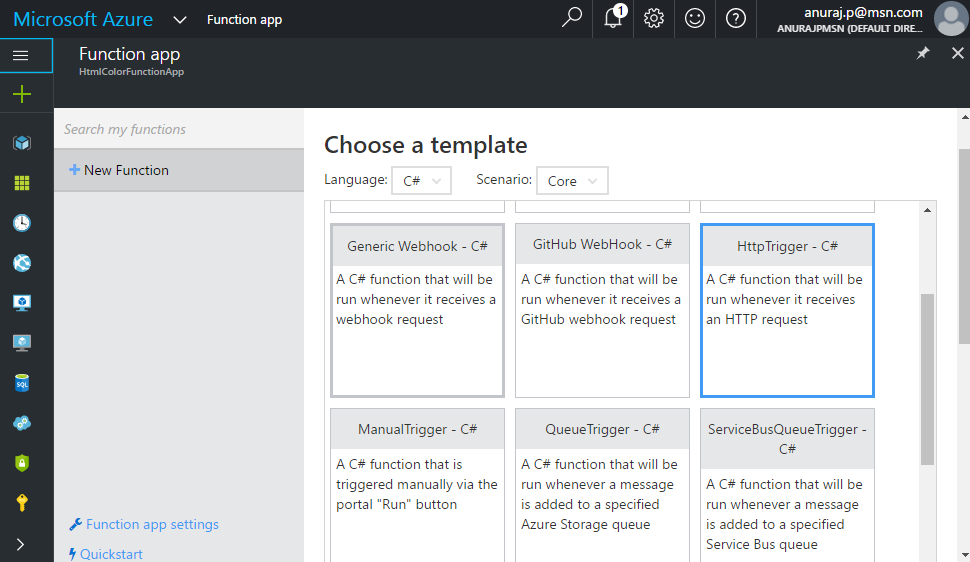 Microsoft Azure
Function app
1
anuraj.p@msn.com
ANURAJPMSN (DEFAULT DIRE...
Function app
HtmlColorFunctionApp
Search my functions
New Function
Choose a template
Language: C#
Scenario: Core
Generic Webhook - C#
A C# function that will be
run whenever it receives a
webhook request
GitHub WebHook - C#
A C# function that will be
run whenever it receives a
GitHub webhook request
HttpTrigger - C#
A C# function that will be
run whenever it receives
an HTTP request
ManualTrigger - C#
A C# function that is
triggered manually via the
portal "Run" button
QueueTrigger - C#
A C# function that will be
run whenever a message
is added to a specified
Azure Storage queue
ServiceBusQueueTrigger -
C#
A C# function that will be
run whenever a message
is added to a specified
Service Bus queue
SQL
Function app settings
Quickstart